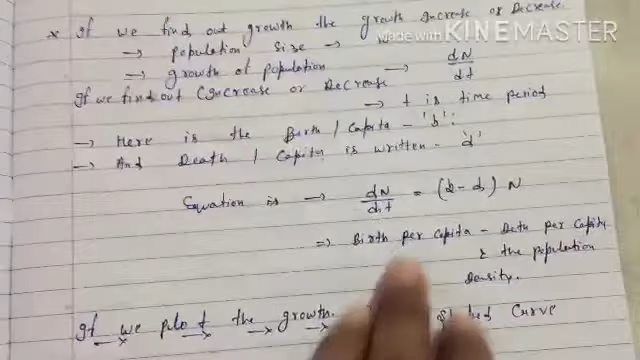 x If we find out growth the growth Increase or Decrease.
Made with KINEMASTER
→ population size →
→ growth of population → dN/dt
If we find out (Increase or Decrease
→ t is time period
→ Here is the Birth / Capita - 'b'.
→ And Death / Capita is written - 'd'
Equation is → dN/dt = (b - d) N
⇒ Birth per capita - Deth per capita
& the population
density.
If we plot the growth. Curve